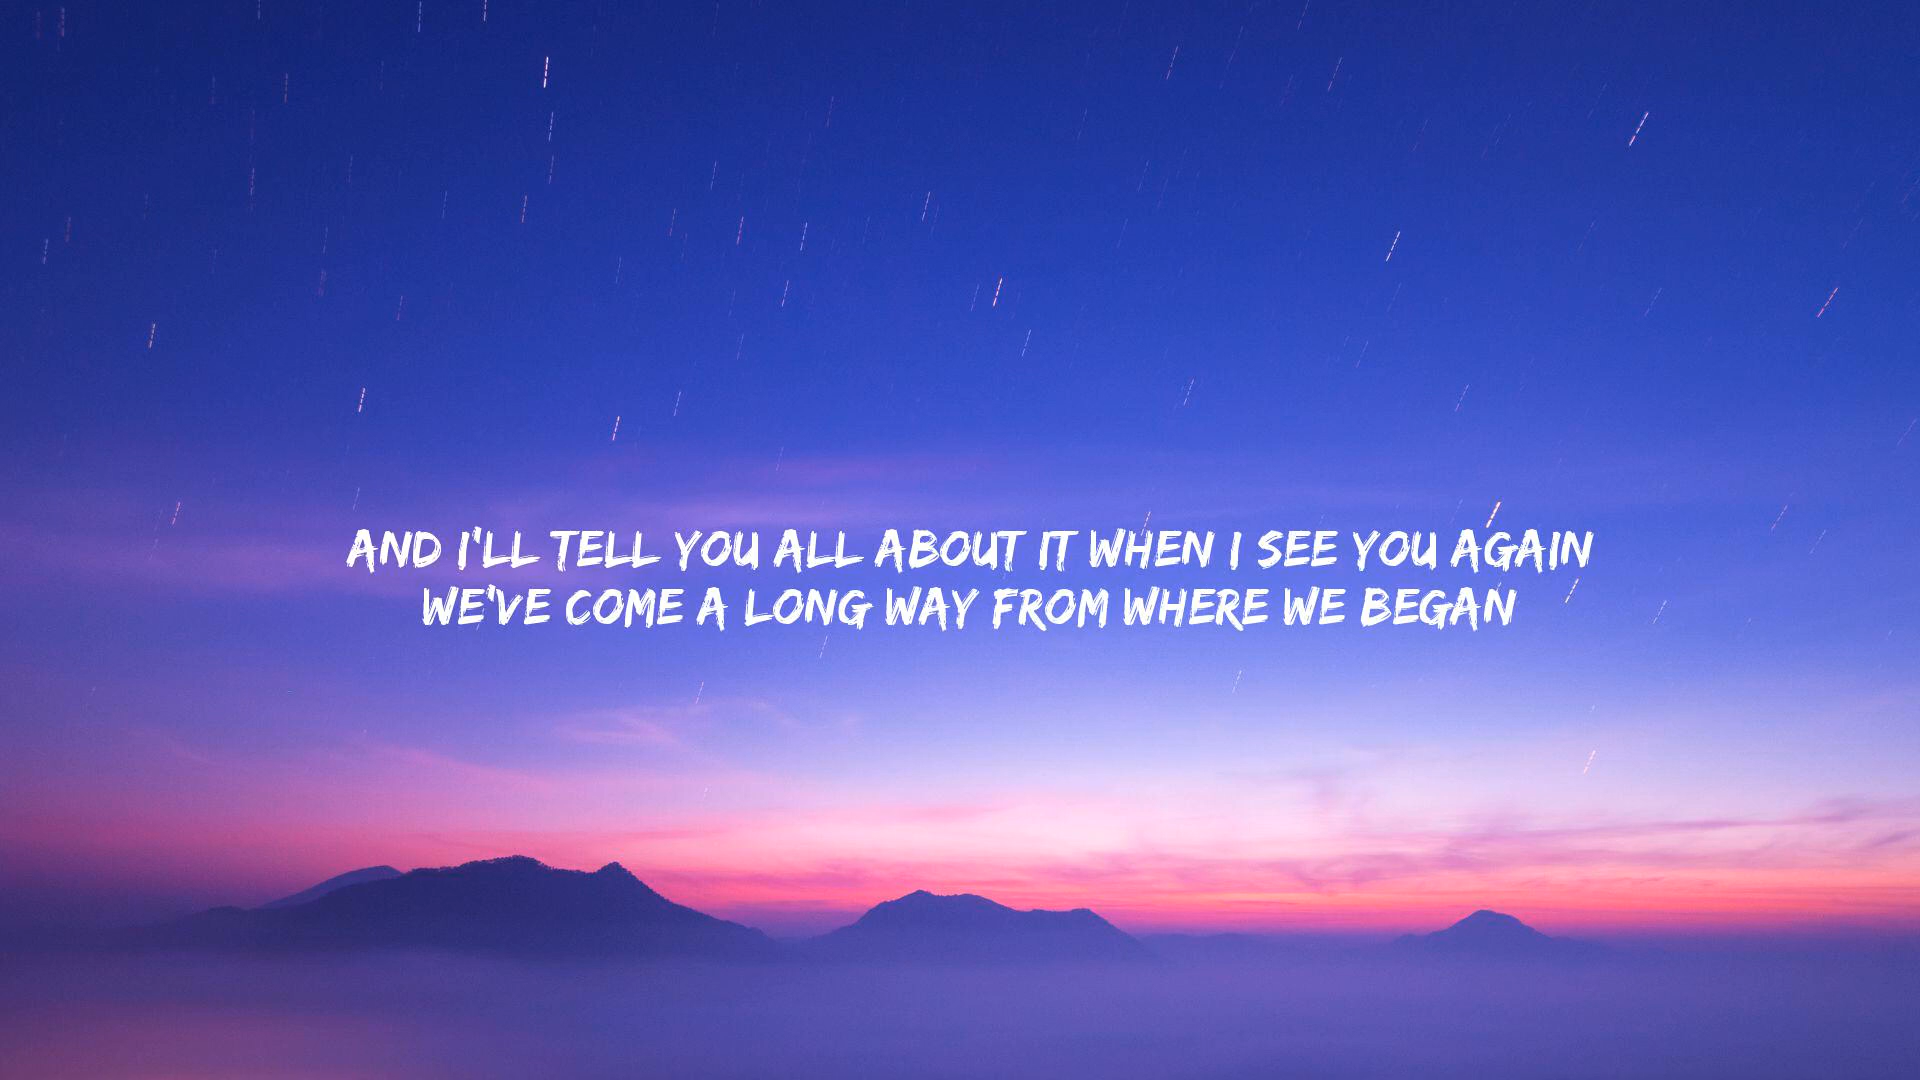 AND I'LL TELL YOU ALL ABOUT IT WHEN I SEE YOU AGAIN
WE'VE COME A LONG WAY FROM WHERE WE BEGAN